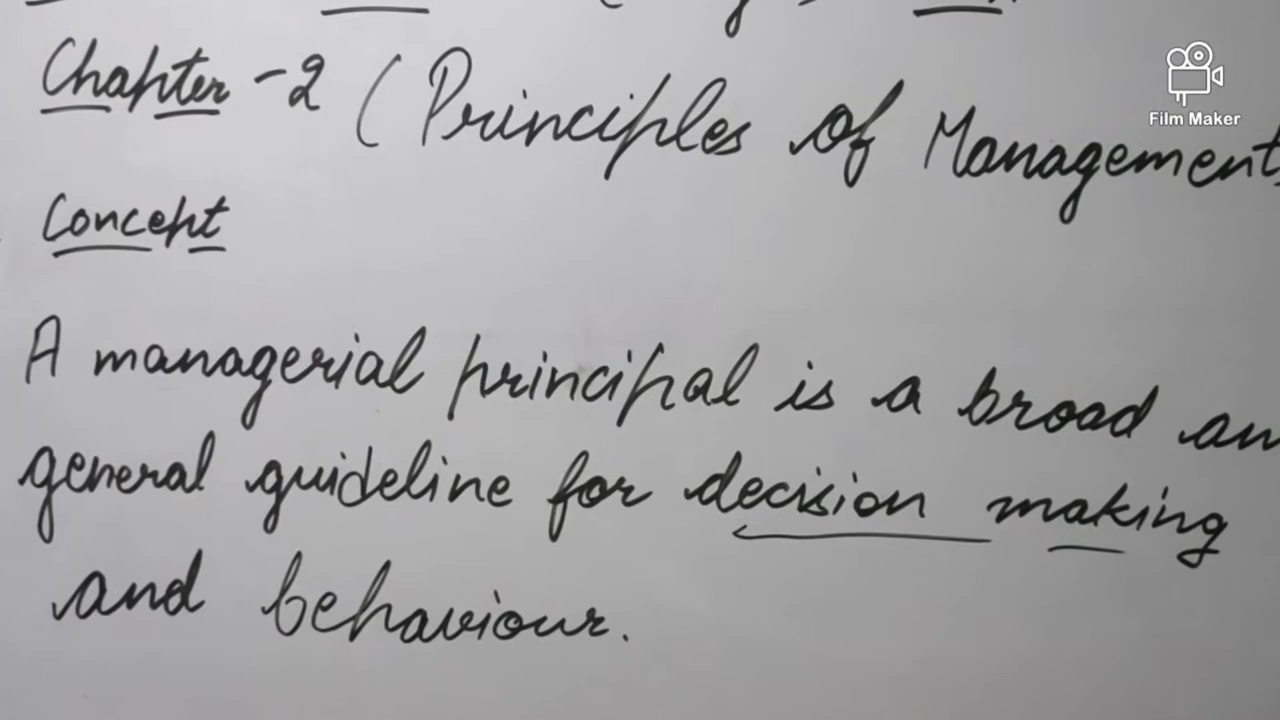 Chapter -2 (Principles of Management
Film Maker
Concept
A managerial principal is a broad an
general guideline for decision making
and behaviour.